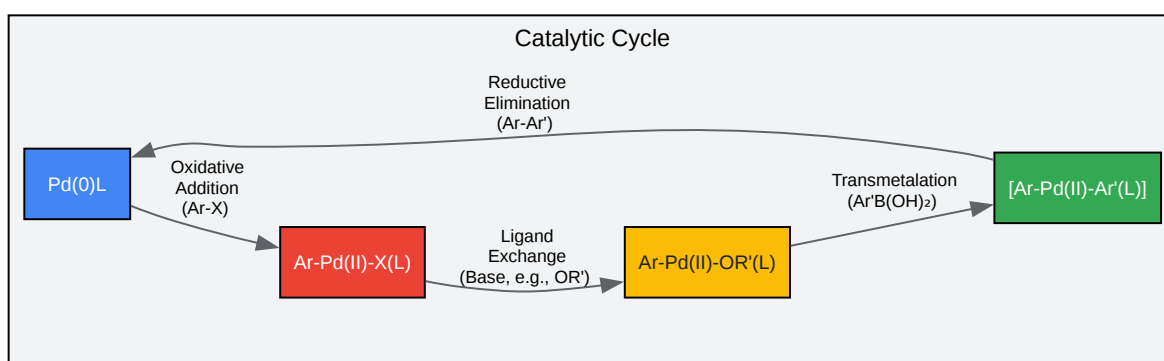 Catalytic Cycle
Reductive
Elimination
(Ar-Ar')
Pd(0)L
Oxidative
Addition
(Ar-X)
Transmetalation
(Ar'B(OH)₂)
[Ar-Pd(II)-Ar'(L)]
Ar-Pd(II)-X(L)
Ligand
Exchange
(Base, e.g., OR')
Ar-Pd(II)-OR'(L)